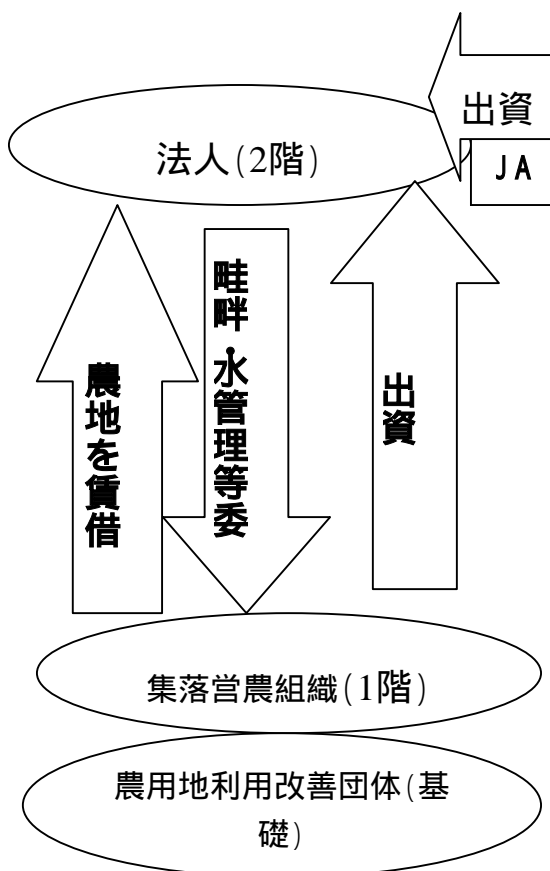 出資
法人(2階)
JA
農地を賃借
畦畔・水管理等委
出資
集落営農組織(1階)
農用地利用改善団体(基
礎)